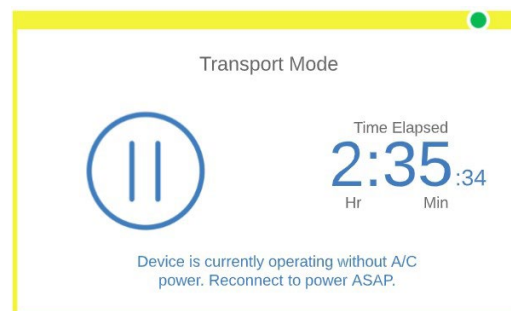 Transport Mode
Time Elapsed
2:35:34
Hr Min
Device is currently operating without A/C
power. Reconnect to power ASAP.